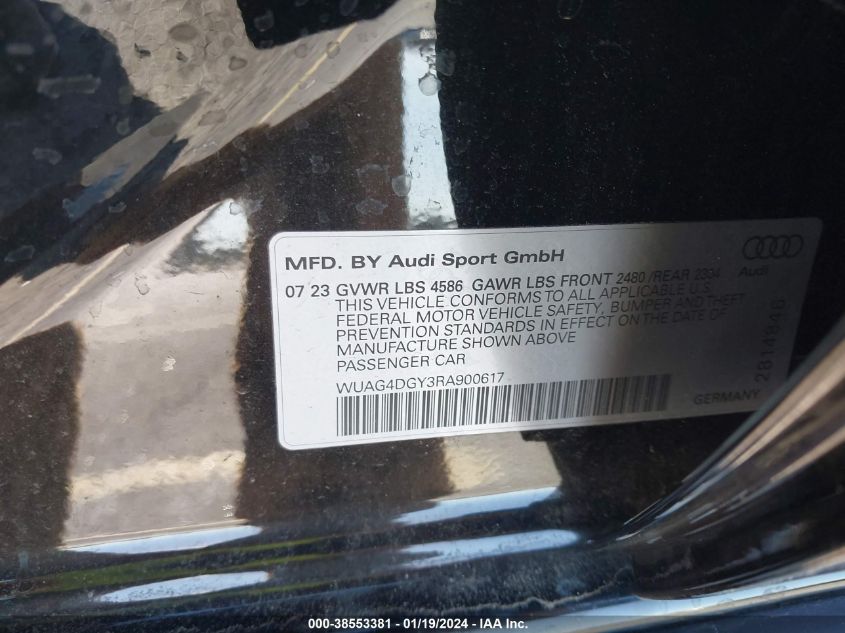 MFD. BY Audi Sport GmbH
Audi
07 23 GVWR LBS 4586 GAWR LBS FRONT 2480 /REAR 2334
THIS VEHICLE CONFORMS TO ALL APPLICABLE U.S.
FEDERAL MOTOR VEHICLE SAFETY, BUMPER AND THEFT
PREVENTION STANDARDS IN EFFECT ON THE DATE OF
MANUFACTURE SHOWN ABOVE
PASSENGER CAR
WUAG4DGY3RA900617
GERMANY
2814846
000-38553381 - 01/19/2024 - IAA Inc.